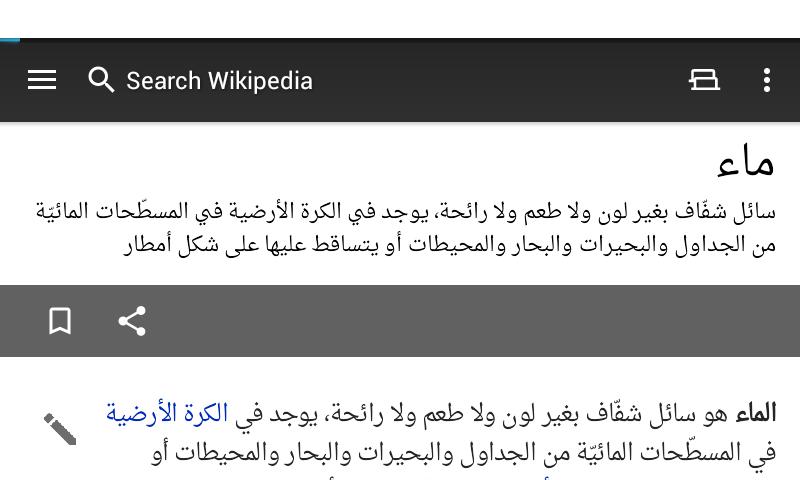 Search Wikipedia
ماء
سائل شفّاف بغير لون ولا طعم ولا رائحة، يوجد في الكرة الأرضية في المسطّحات المائيّة
من الجداول والبحيرات والبحار والمحيطات أو يتساقط عليها على شكل أمطار
الماء هو سائل شفّاف بغير لون ولا طعم ولا رائحة، يوجد في الكرة الأرضية
في المسطّحات المائيّة من الجداول والبحيرات والبحار والمحيطات أو